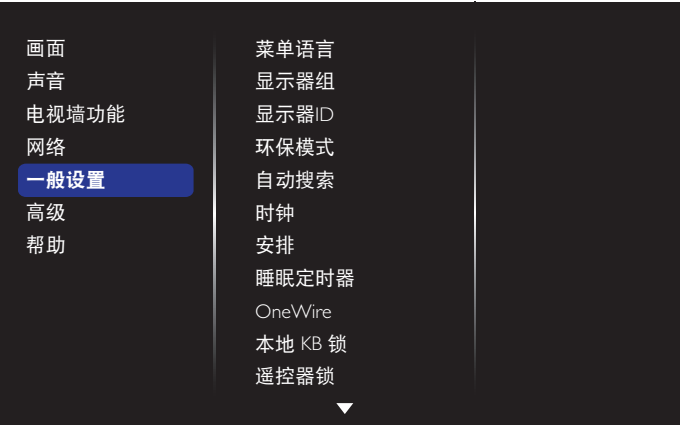 画面
声音
电视墙功能
网络
一般设置
高级
帮助
菜单语言
显示器组
显示器ID
环保模式
自动搜索
时钟
安排
睡眠定时器
OneWire
本地 KB 锁
遥控器锁